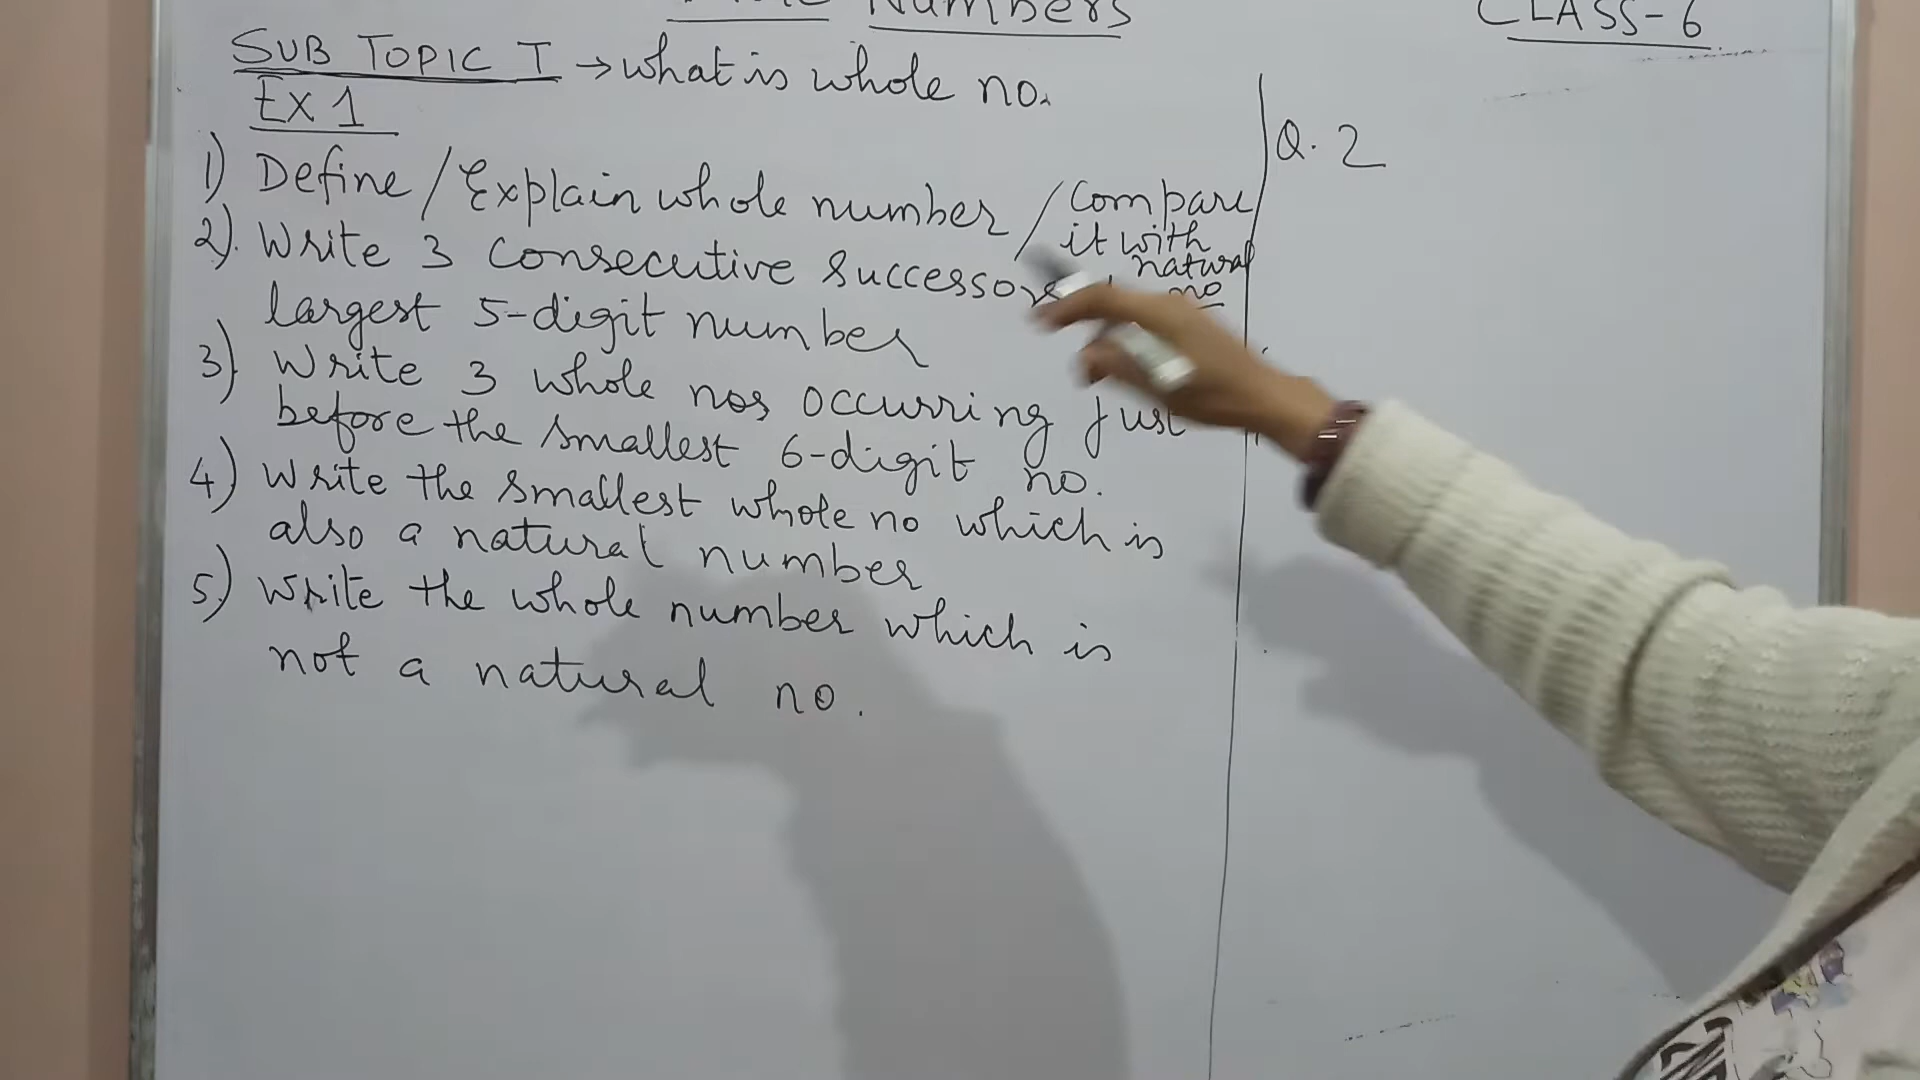 Numbers
CLASS-6
SUB TOPIC I → what is whole no.
Ex 1
1) Define / Explain whole number / compare
it with
natural
no
2). Write 3 consecutive successors
largest 5-digit number
3) Write 3 whole nos occurring just
before the smallest 6-digit no.
4) Write the smallest whole no which is
also a natural number
5) Write the whole number which is
not a natural no.
Q. 2